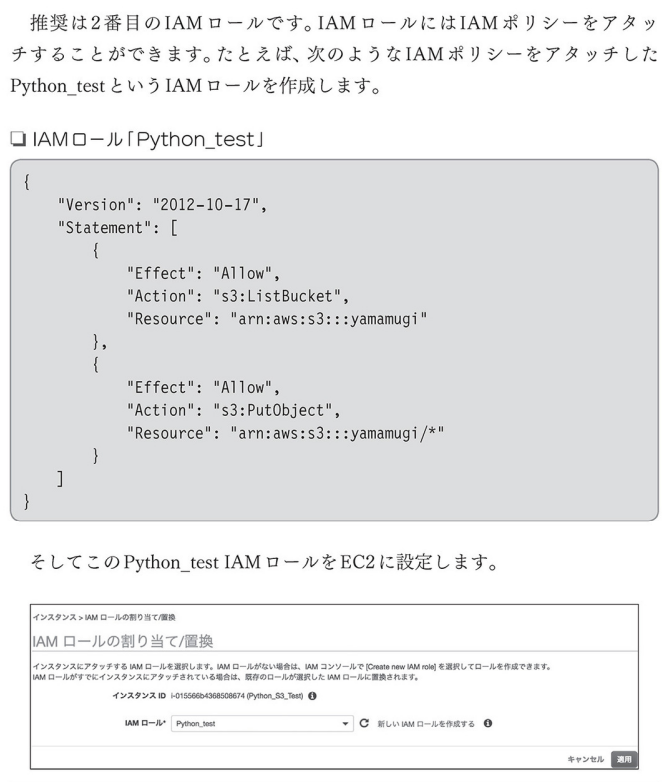 推奨は2番目のIAMロールです。IAMロールにはIAMポリシーをアタッ
チすることができます。たとえば、次のようなIAMポリシーをアタッチした
Python_testというIAMロールを作成します。
❏ IAMロール「Python_test」
{
    "Version": "2012-10-17",
    "Statement": [
        {
            "Effect": "Allow",
            "Action": "s3:ListBucket",
            "Resource": "arn:aws:s3:::yamamugi"
        },
        {
            "Effect": "Allow",
            "Action": "s3:PutObject",
            "Resource": "arn:aws:s3:::yamamugi/*"
        }
    ]
}
そしてこのPython_test IAMロールをEC2に設定します。
インスタンス > IAM ロールの割り当て/置換
IAM ロールの割り当て/置換
インスタンスにアタッチする IAM ロールを選択します。IAM ロールがない場合は、IAM コンソールで [Create new IAM role] を選択してロールを作成できます。
IAM ロールがすでにインスタンスにアタッチされている場合は、既存のロールが選択した IAM ロールに置換されます。
インスタンス ID i-015566b4368508674 (Python_S3_Test)
IAM ロール* Python_test 新しい IAM ロールを作成する
キャンセル 適用